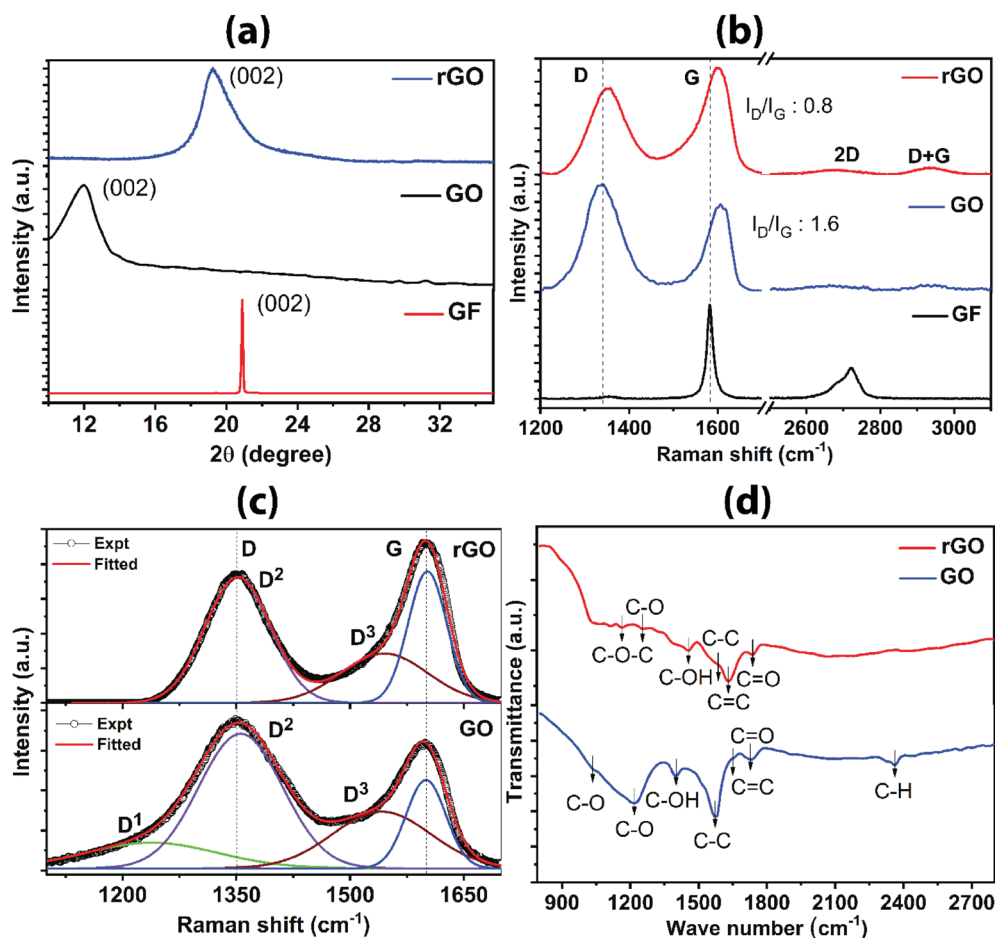 (a)
(002)
rGO
(002)
GO
(002)
GF
Intensity (a.u.)
12 16 20 24 28 32
2θ (degree)
(b)
D G rGO
I_D/I_G : 0.8
2D D+G
GO
I_D/I_G : 1.6
GF
Intensity (a.u.)
1200 1400 1600 2600 2800 3000
Raman shift (cm⁻¹)
(c)
Expt
Fitted
D G rGO
D²
D³
Expt
Fitted
GO
D²
D³
D¹
Intensity (a.u.)
1200 1350 1500 1650
Raman shift (cm⁻¹)
(d)
rGO
GO
C-O
C-C
C-O-C
C-OH
C=O
C=C
C=O
C-O
C-OH
C=C
C-H
C-O
C-C
Transmittance (a.u.)
900 1200 1500 1800 2100 2400 2700
Wave number (cm⁻¹)